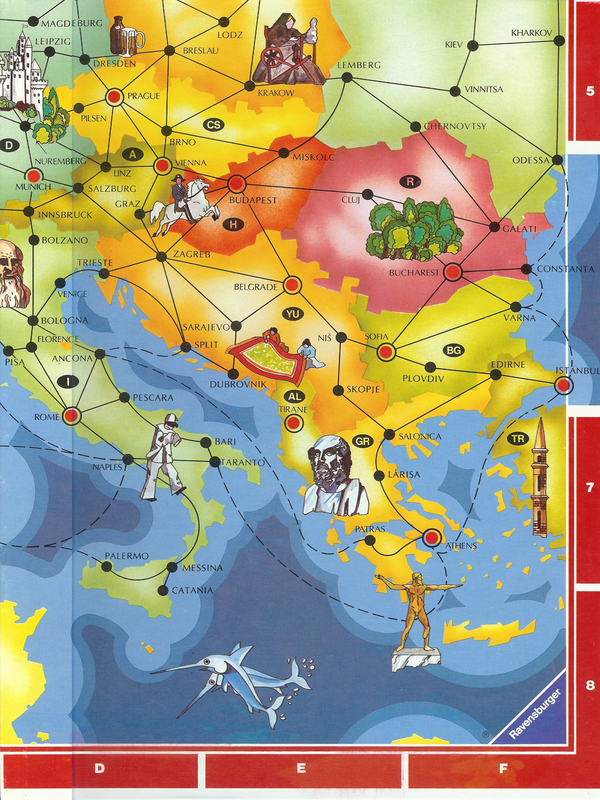 MAGDEBURG
LODZ
KHARKOV
LEIPZIG
KIEV
DRESDEN
BRESLAU
LEMBERG
5
VINNITSA
KRAKOW
PRAGUE
PILSEN
CS
CHERNOVTSY
BRNO
D
A
NUREMBERG
VIENNA
MISKOLC
ODESSA
LINZ
MUNICH
SALZBURG
R
BUDAPEST
CLUJ
GRAZ
INNSBRUCK
H
GALATI
BOLZANO
ZAGREB
TRIESTE
BUCHAREST
CONSTANTA
BELGRADE
VENICE
VARNA
YU
BOLOGNA
SARAJEVO
NIŠ
SOFIA
FLORENCE
SPLIT
BG
PISA
ANCONA
PLOVDIV
EDIRNE
ISTANBUL
I
DUBROVNIK
SKOPJE
AL
PESCARA
TIRANE
ROME
GR
SALONICA
TR
BARI
NAPLES
TARANTO
LÁRISA
7
PATRAS
ATHENS
PALERMO
MESSINA
CATANIA
8
Ravensburger
®
D
E
F